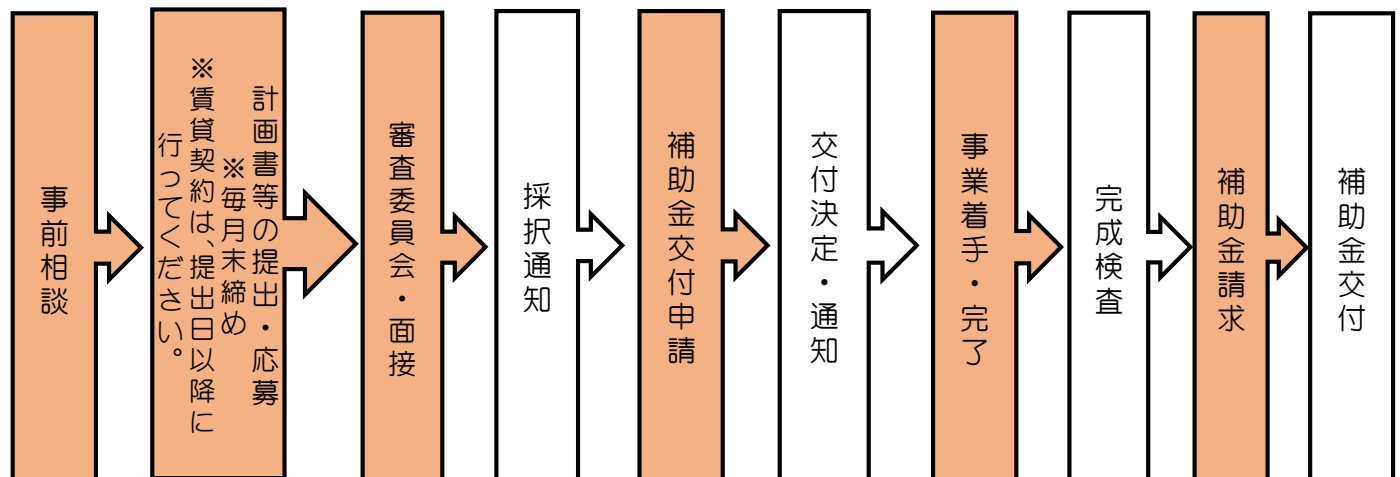 事前相談
計画書等の提出・応募
※毎月末締め
※賃貸契約は、提出日以降に
行ってください。
審査委員会・面接
採択通知
補助金交付申請
交付決定・通知
事業着手・完了
完成検査
補助金請求
補助金交付